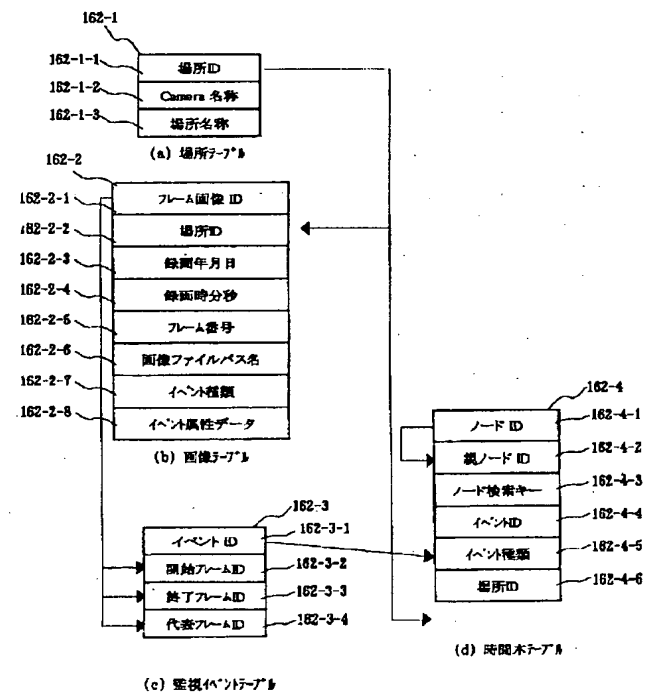 162-1
162-1-1
場所ID
162-1-2
Camera 名称
162-1-3
場所名称
(a) 場所テーブル
162-2
162-2-1
フレーム画像 ID
162-2-2
場所ID
162-2-3
録画年月日
162-2-4
録画時分秒
162-2-5
フレーム番号
162-2-6
画像ファイルパス名
162-2-7
イベント種類
162-2-8
イベント属性データ
(b) 画像テーブル
162-3
162-3-1
イベント ID
162-3-2
開始フレームID
162-3-3
終了フレームID
162-3-4
代表フレームID
(c) 監視イベントテーブル
162-4
162-4-1
ノード ID
162-4-2
親ノード ID
162-4-3
ノード検索キー
162-4-4
イベントID
162-4-5
イベント種類
162-4-6
場所ID
(d) 時間木テーブル